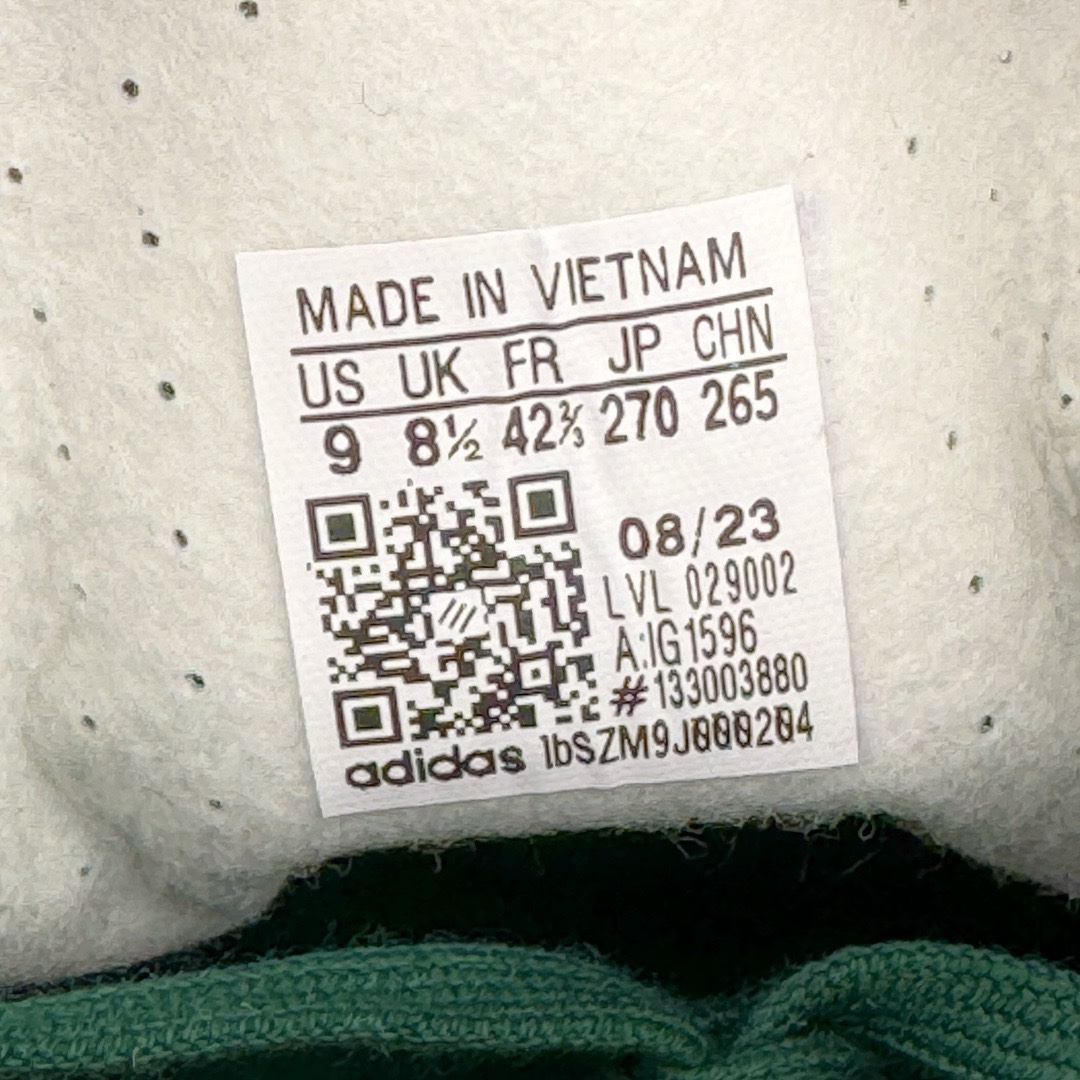 MADE IN VIETNAM
US UK FR JP CHN
9 8½ 42⅔ 270 265
08/23
LVL 029002
A:IG1596
#133003880
adidas 1bSZM9J000204